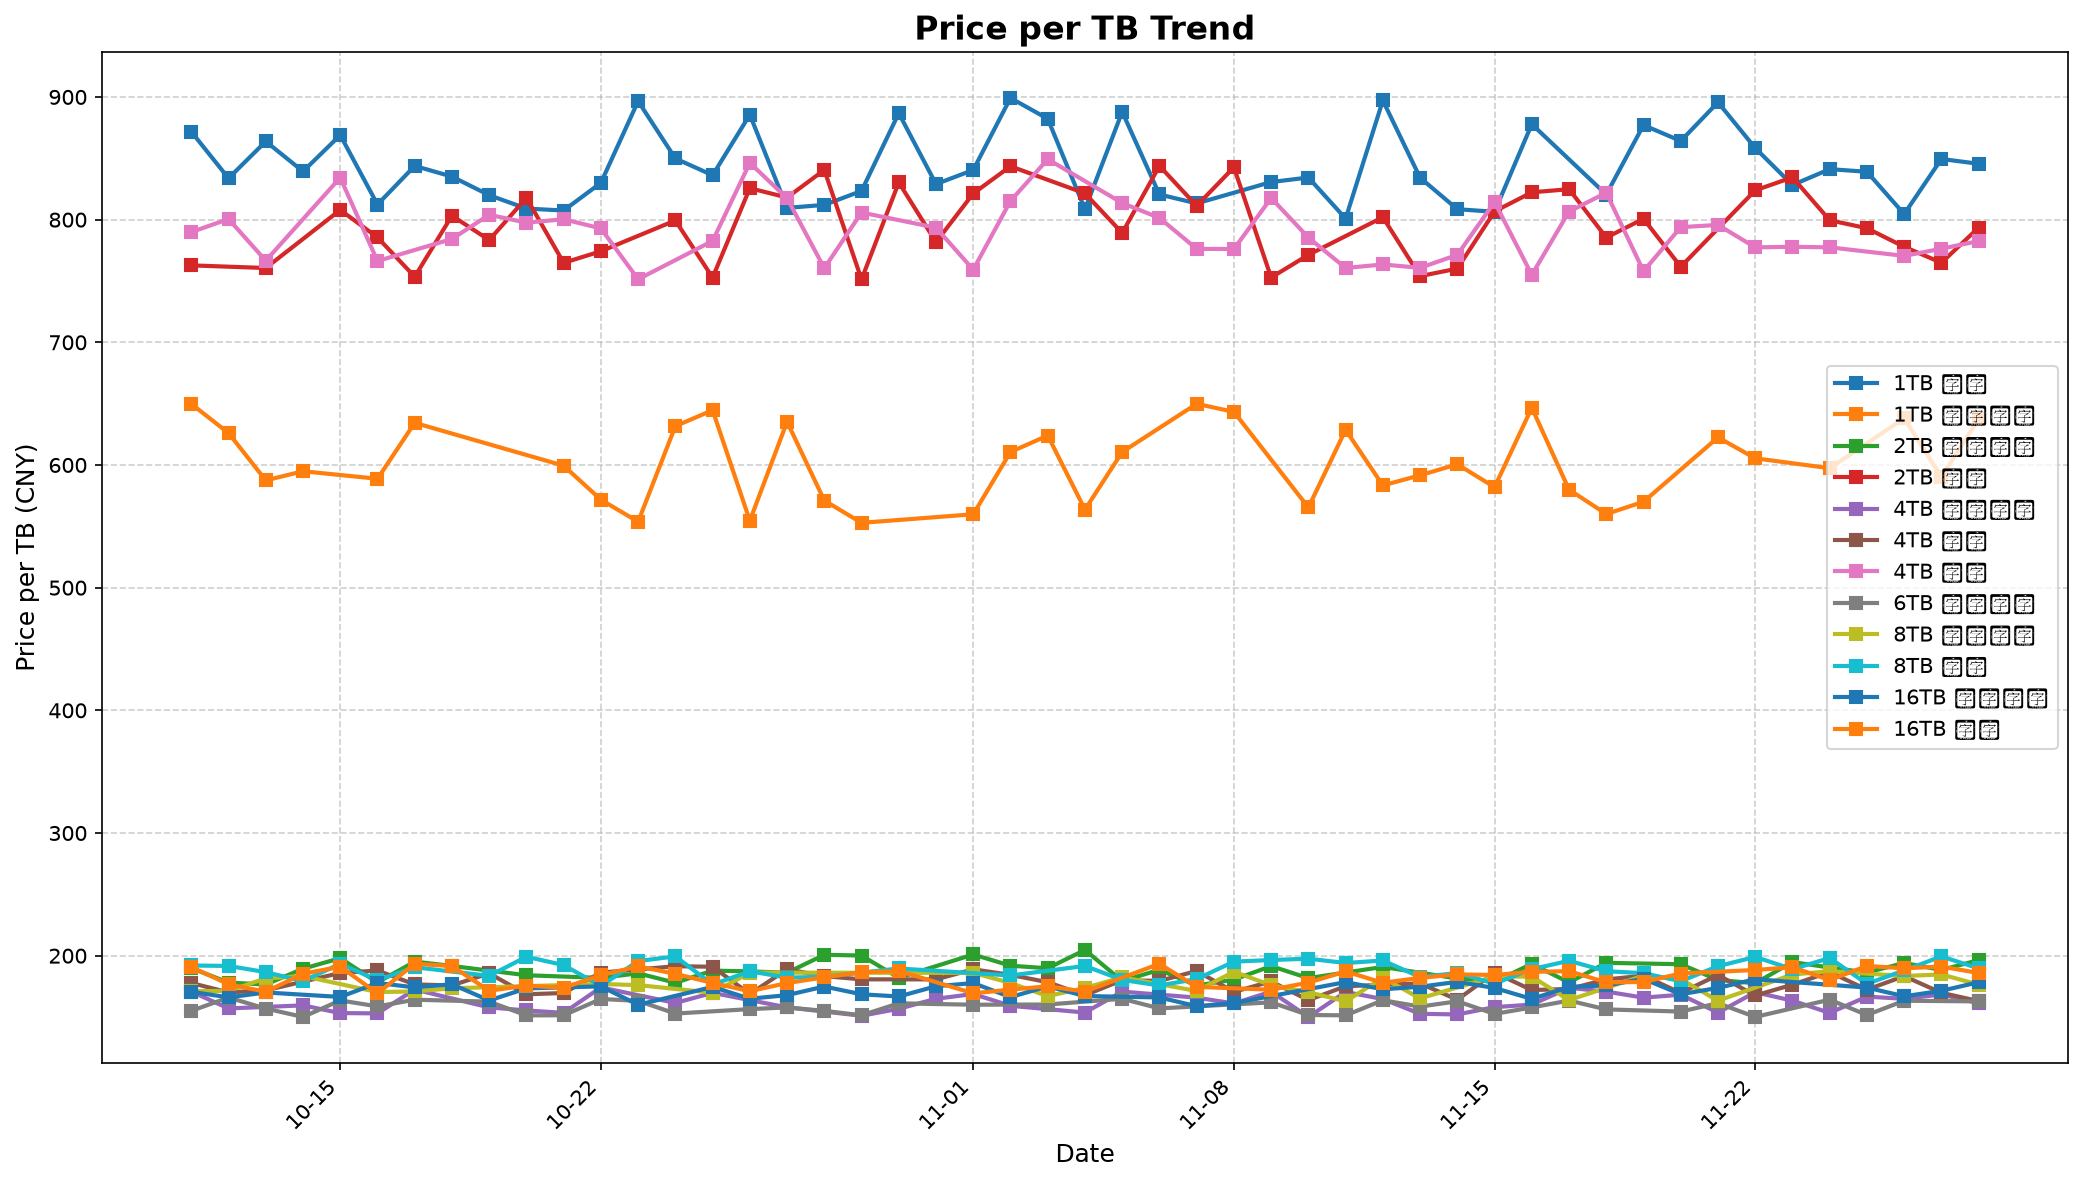 Price per TB Trend
Price per TB (CNY)
900
800
700
600
500
400
300
200
1TB
1TB
2TB
2TB
4TB
4TB
4TB
6TB
8TB
8TB
16TB
16TB
10-15
10-22
11-01
11-08
11-15
11-22
Date